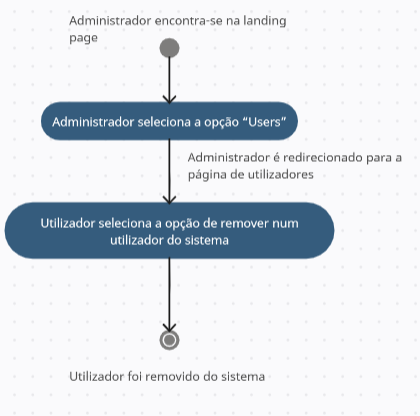 Administrador encontra-se na landing
page
Administrador seleciona a opção “Users”
Administrador é redirecionado para a
página de utilizadores
Utilizador seleciona a opção de remover num
utilizador do sistema
Utilizador foi removido do sistema